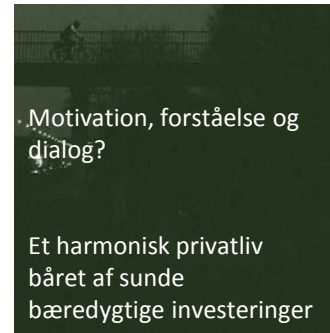 Motivation, forståelse og
dialog?
Et harmonisk privatliv
båret af sunde
bæredygtige investeringer